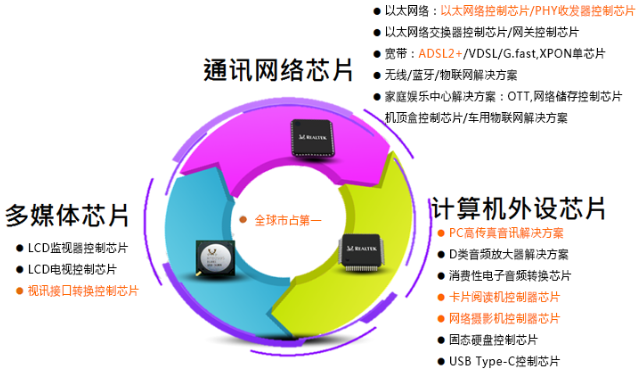 ● 以太网络：以太网络控制芯片/PHY收发器控制芯片
● 以太网络交换器控制芯片/网关控制芯片
● 宽带：ADSL2+/VDSL/G.fast,XPON单芯片
● 无线/蓝牙/物联网解决方案
● 家庭娱乐中心解决方案：OTT,网络儲存控制芯片
机顶盒控制芯片/车用物联网解决方案
通讯网络芯片
REALTEK
多媒体芯片
● LCD监视器控制芯片
● LCD电视控制芯片
● 视讯接口转换控制芯片
● 全球市占第一
REALTEK
计算机外设芯片
● PC高传真音讯解决方案
● D类音频放大器解决方案
● 消费性电子音频转换芯片
● 卡片阅读机控制器芯片
● 网络摄影机控制器芯片
● 固态硬盘控制芯片
● USB Type-C控制芯片